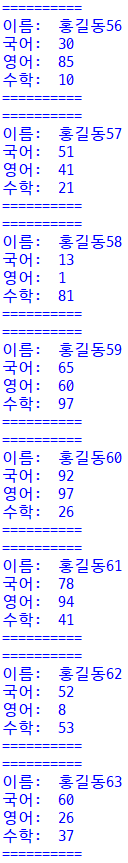 ==========
이름:  홍길동56
국어:  30
영어:  85
수학:  10
==========
==========
이름:  홍길동57
국어:  51
영어:  41
수학:  21
==========
==========
이름:  홍길동58
국어:  13
영어:  1
수학:  81
==========
==========
이름:  홍길동59
국어:  65
영어:  60
수학:  97
==========
==========
이름:  홍길동60
국어:  92
영어:  97
수학:  26
==========
==========
이름:  홍길동61
국어:  78
영어:  94
수학:  41
==========
==========
이름:  홍길동62
국어:  52
영어:  8
수학:  53
==========
==========
이름:  홍길동63
국어:  60
영어:  26
수학:  37
==========